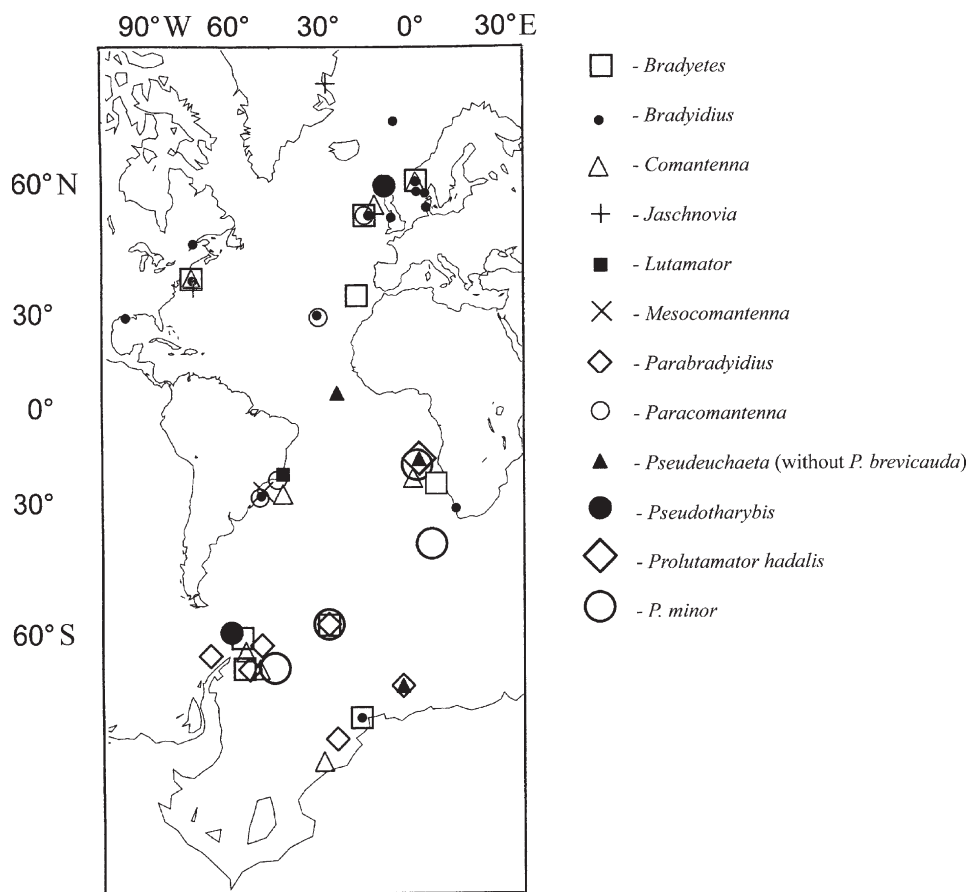 90° W 60° 30° 0° 30° E
60° N
30°
0°
30°
60° S
- Bradyetes
- Bradyidius
- Comantenna
- Jaschnovia
- Lutamator
- Mesocomantenna
- Parabradyidius
- Paracomantenna
- Pseudeuchaeta (without P. brevicauda)
- Pseudotharybis
- Prolutamator hadalis
- P. minor